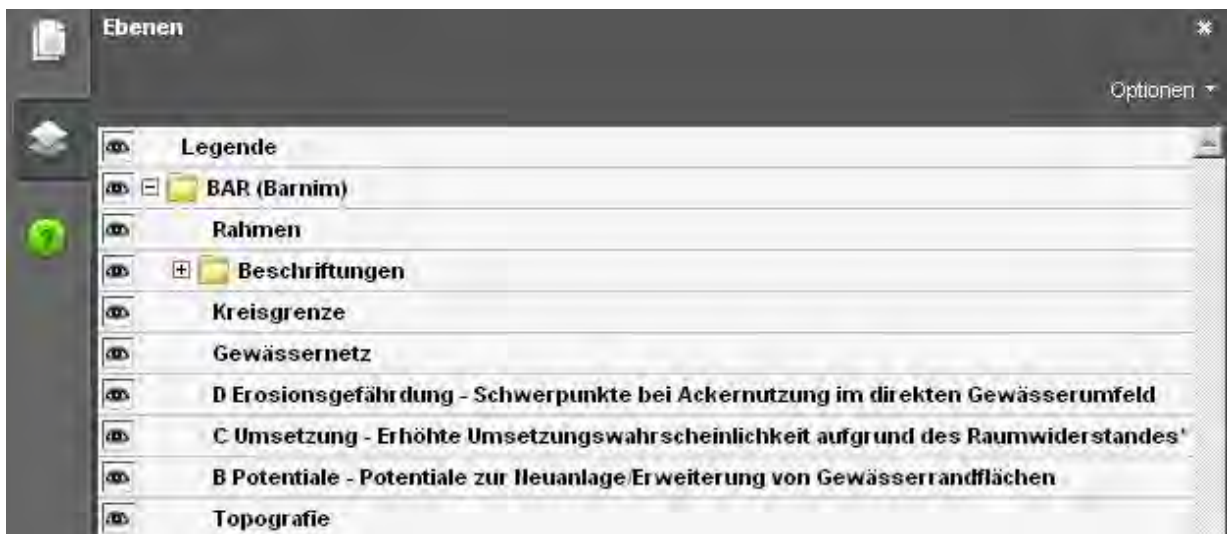 Ebenen
Optionen
Legende
BAR (Barnim)
Rahmen
Beschriftungen
Kreisgrenze
Gewässernetz
D Erosionsgefährdung - Schwerpunkte bei Ackernutzung im direkten Gewässerumfeld
C Umsetzung - Erhöhte Umsetzungswahrscheinlichkeit aufgrund des Raumwiderstandes*
B Potentiale - Potentiale zur Neuanlage/Erweiterung von Gewässerrandflächen
Topografie